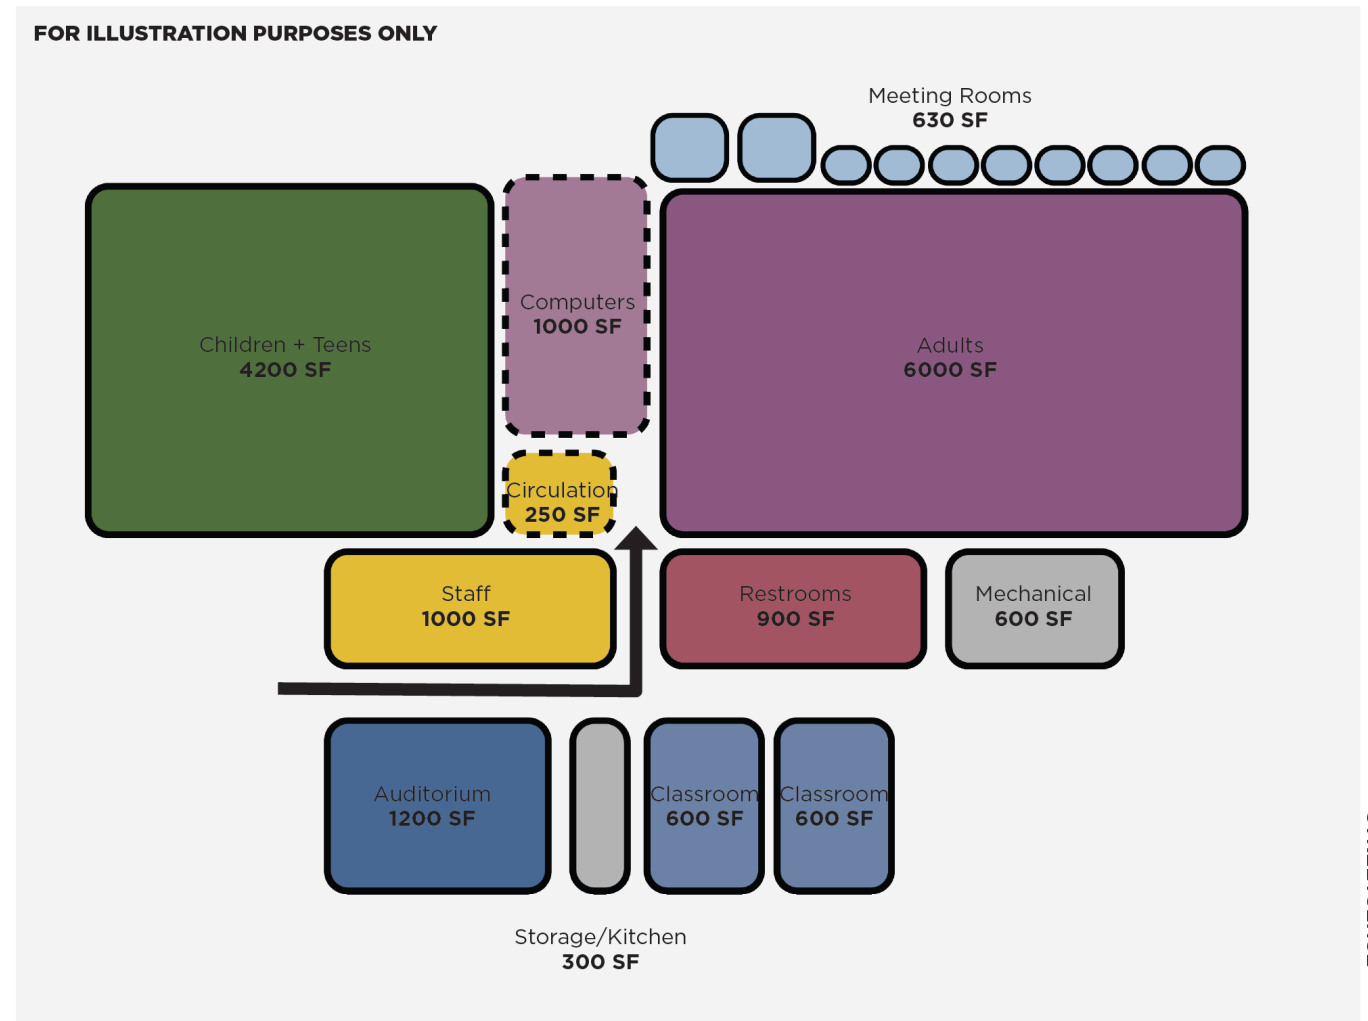 FOR ILLUSTRATION PURPOSES ONLY
Meeting Rooms
630 SF
Computers
1000 SF
Children + Teens
4200 SF
Adults
6000 SF
Circulation
250 SF
Staff
1000 SF
Restrooms
900 SF
Mechanical
600 SF
Auditorium
1200 SF
Classroom
600 SF
Classroom
600 SF
Storage/Kitchen
300 SF